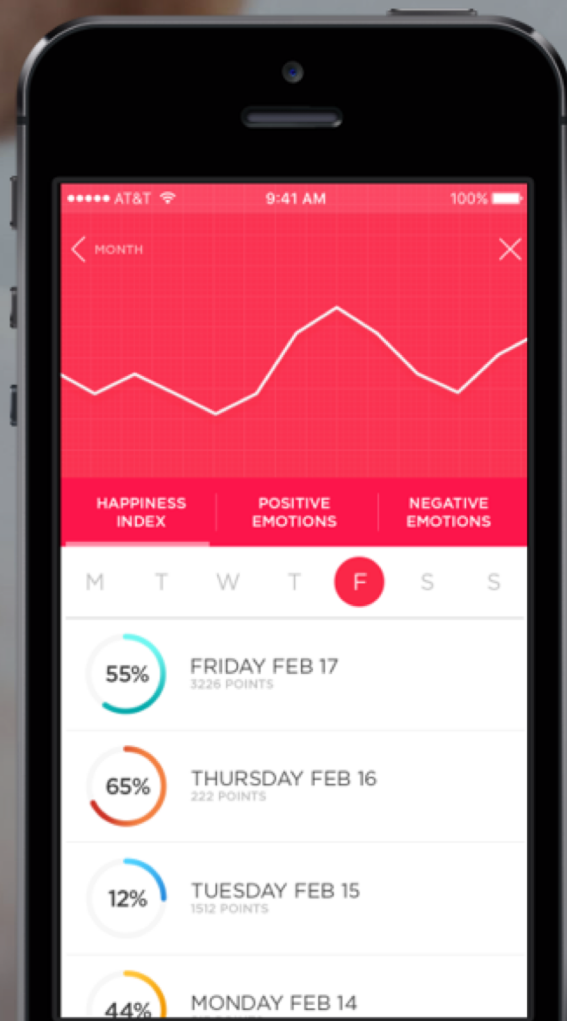 AT&T
9:41 AM
100%
MONTH
HAPPINESS
INDEX
POSITIVE
EMOTIONS
NEGATIVE
EMOTIONS
M T W T F S S
55%
FRIDAY FEB 17
3226 POINTS
65%
THURSDAY FEB 16
222 POINTS
12%
TUESDAY FEB 15
1512 POINTS
44%
MONDAY FEB 14